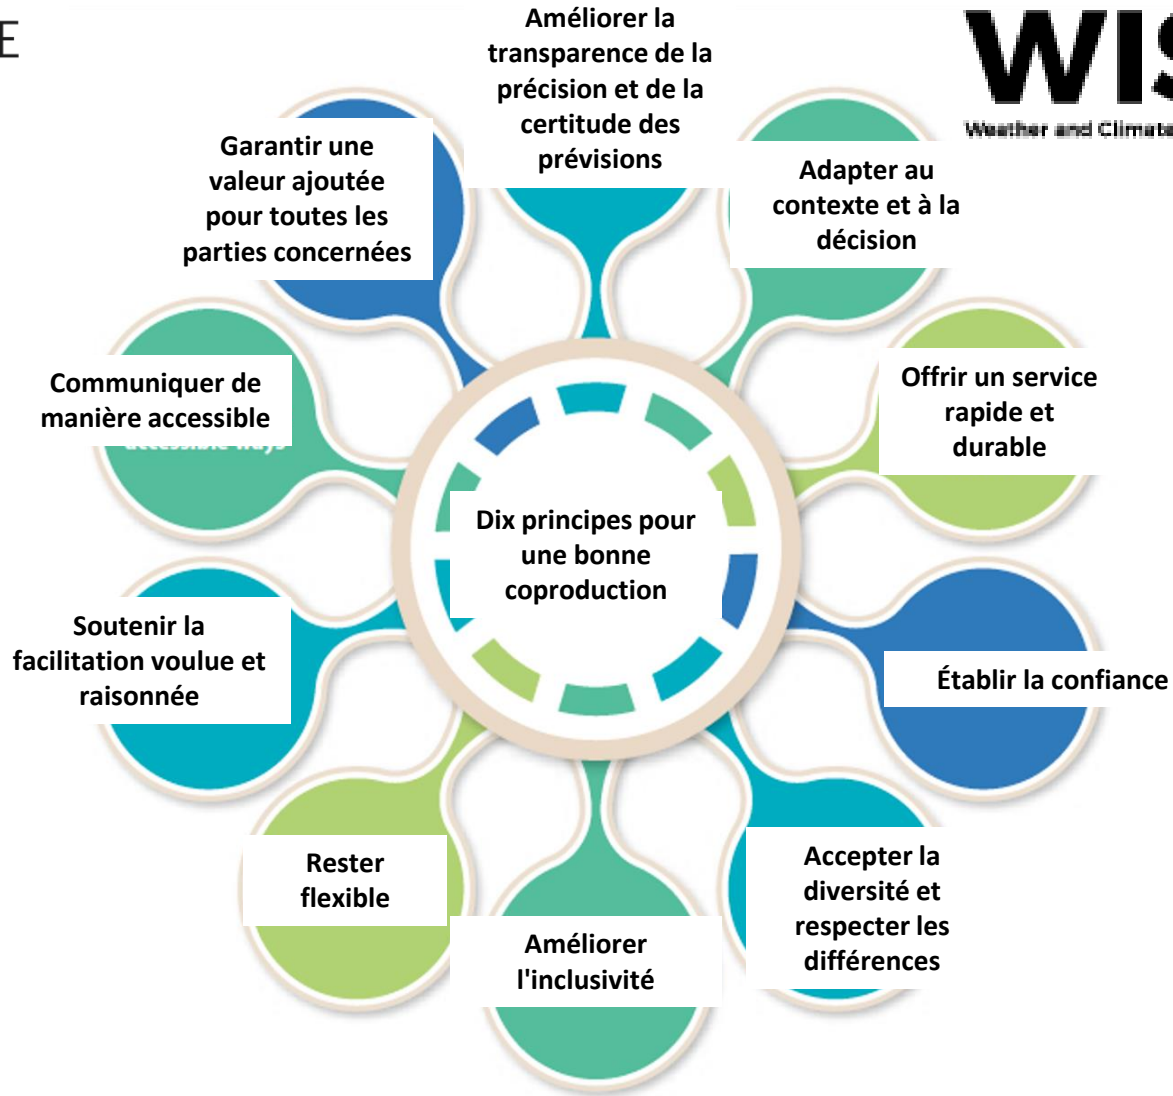 E
WIS
Weather and Climate
Améliorer la
transparence de la
précision et de la
certitude des
prévisions
Adapter au
contexte et à la
décision
Offrir un service
rapide et
durable
Établir la confiance
Accepter la
diversité et
respecter les
différences
Améliorer
l'inclusivité
Rester
flexible
Soutenir la
facilitation voulue et
raisonnée
Communiquer de
manière accessible
accessible ways
Garantir une
valeur ajoutée
pour toutes les
parties concernées
Dix principes pour
une bonne
coproduction